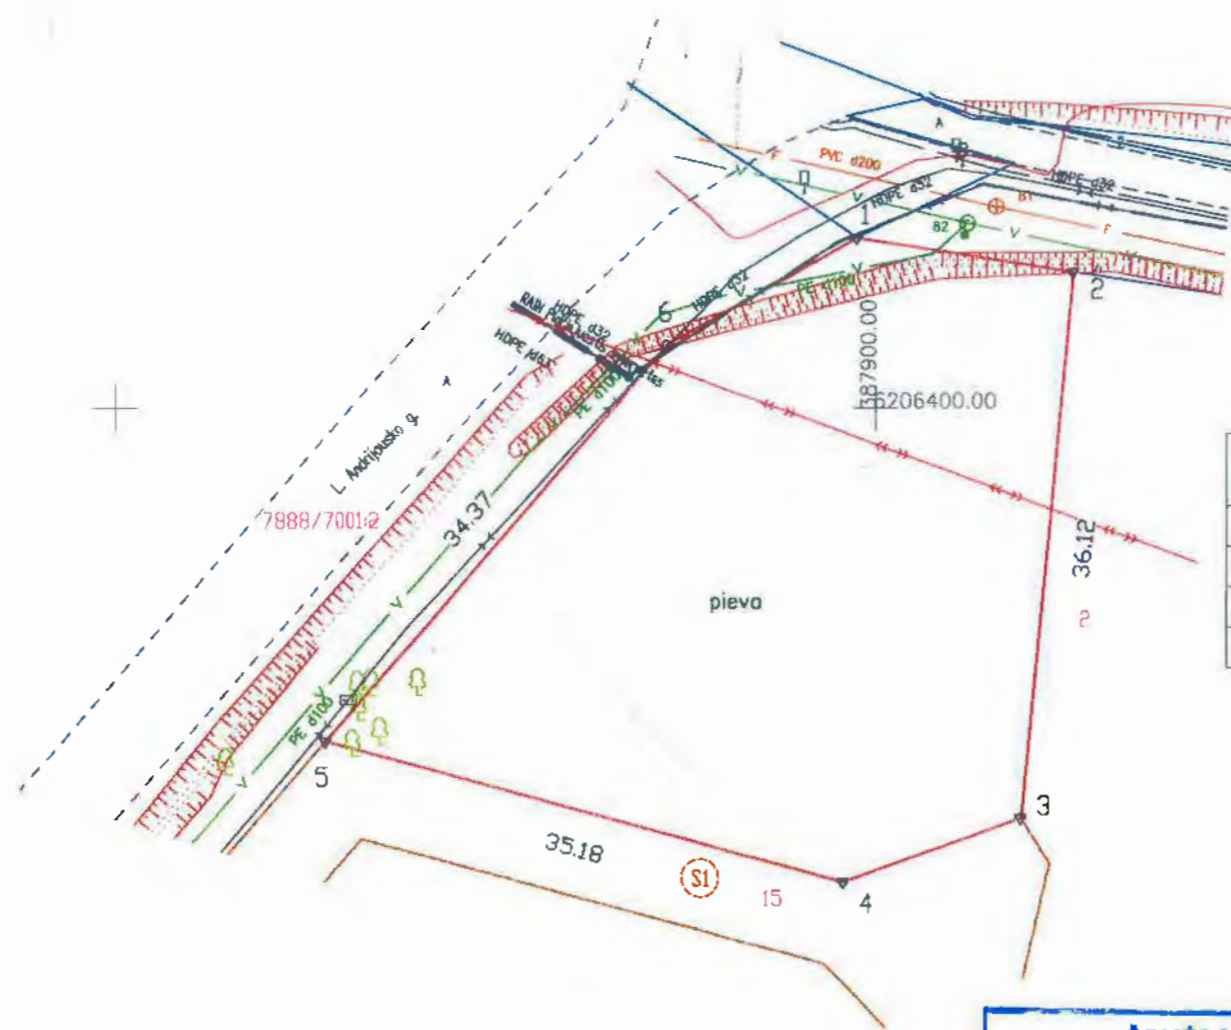 A
PVC d200
HDPE d32
HDPE d32
B1
1
B2
F
V
2
PE d100
HDPE d32
6
HDPE d32
HDPE d63
PE d100
387900.00
6206400.00
A
L. Andrijausko g.
7888/7001:2
34.37
36.12
pieva
2
PE d100
5
3
35.18
S1
15
4